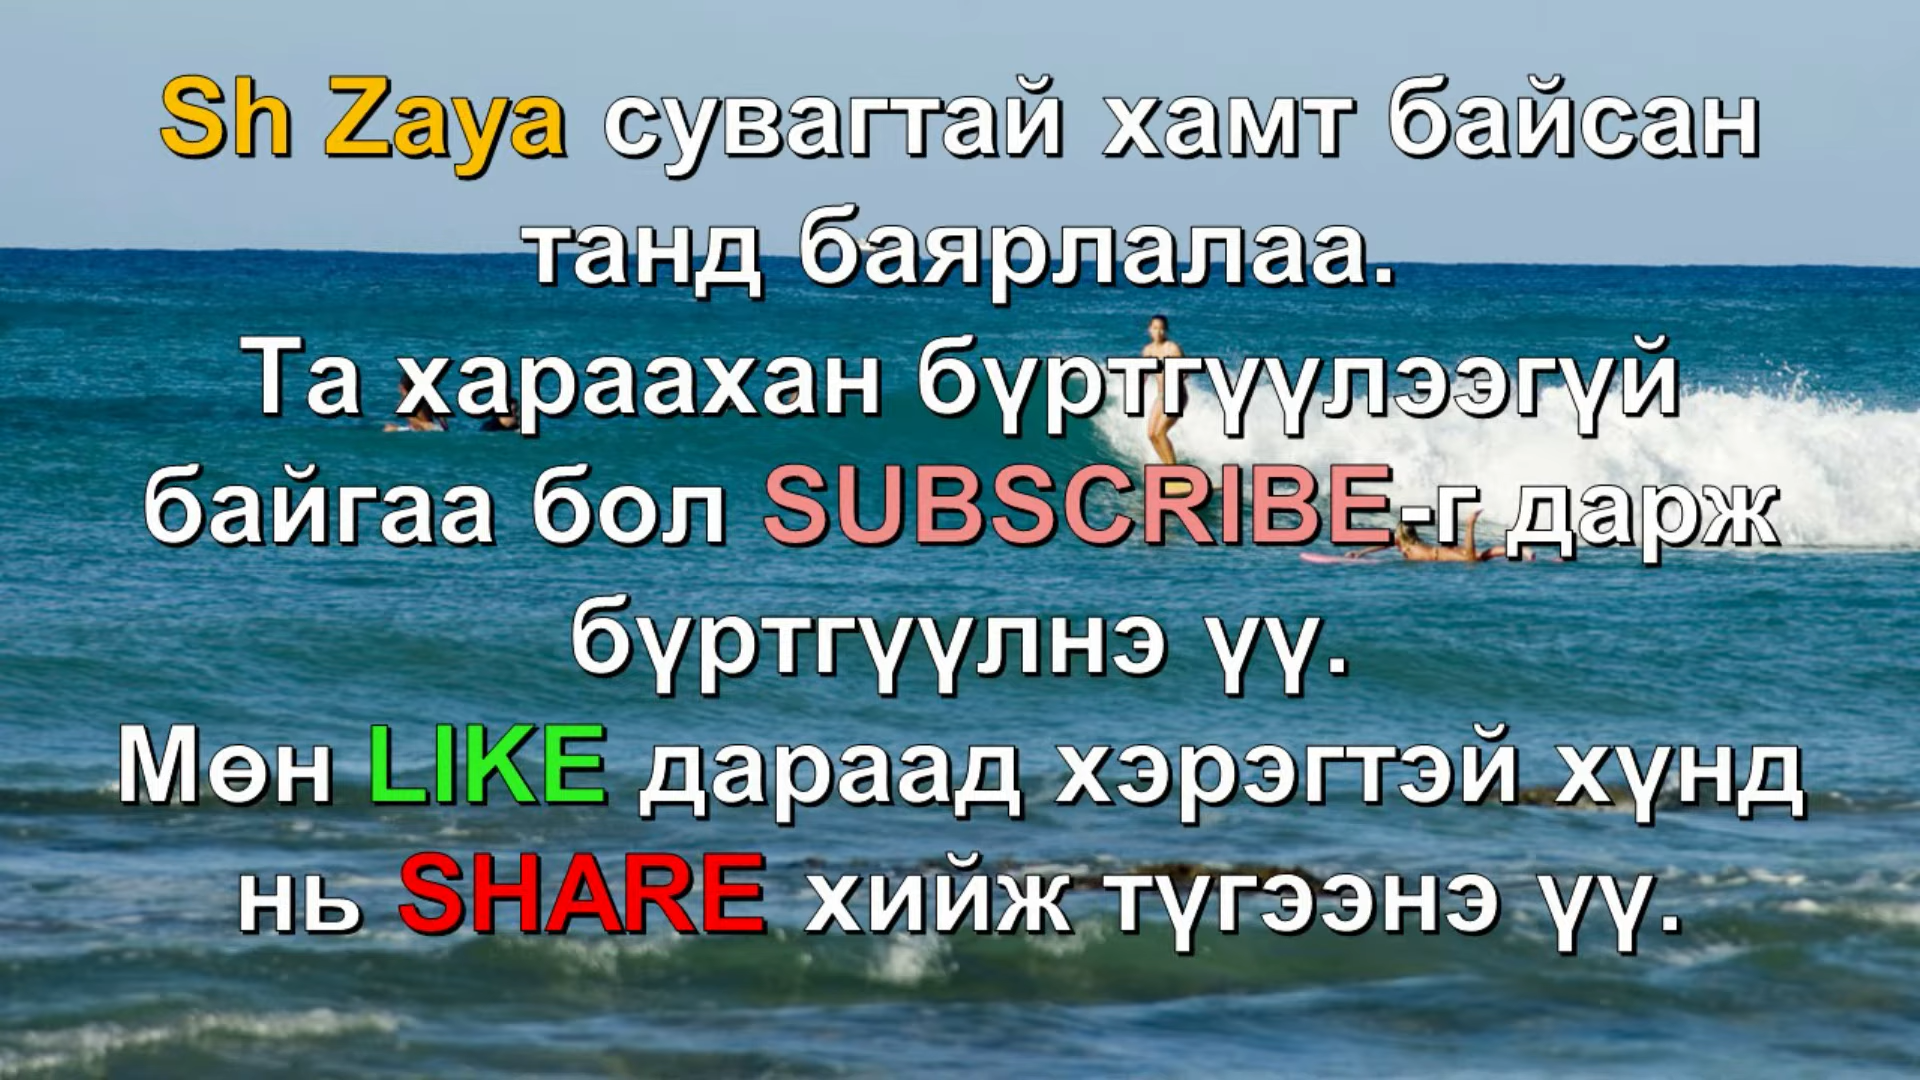 Sh Zaya сувагтай хамт байсан
танд баярлалаа.
Та хараахан бүртгүүлээгүй
байгаа бол SUBSCRIBE-г дарж
бүртгүүлнэ үү.
Мөн LIKE дараад хэрэгтэй хүнд
нь SHARE хийж түгээнэ үү.